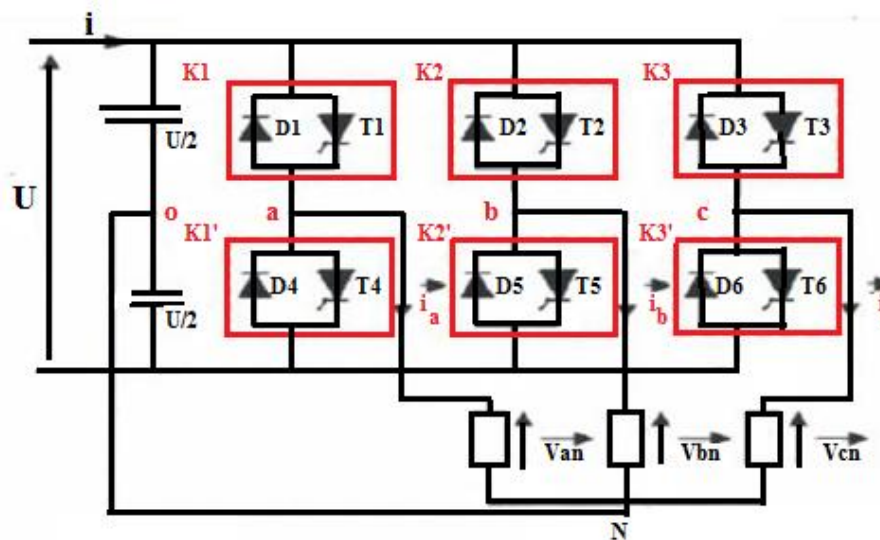 i
K1 K2 K3
D1 T1 D2 T2 D3 T3
U/2
U
o a b c
K1' K2' K3'
D4 T4 D5 T5 D6 T6
i a i b
U/2
Van Vbn Vcn
N